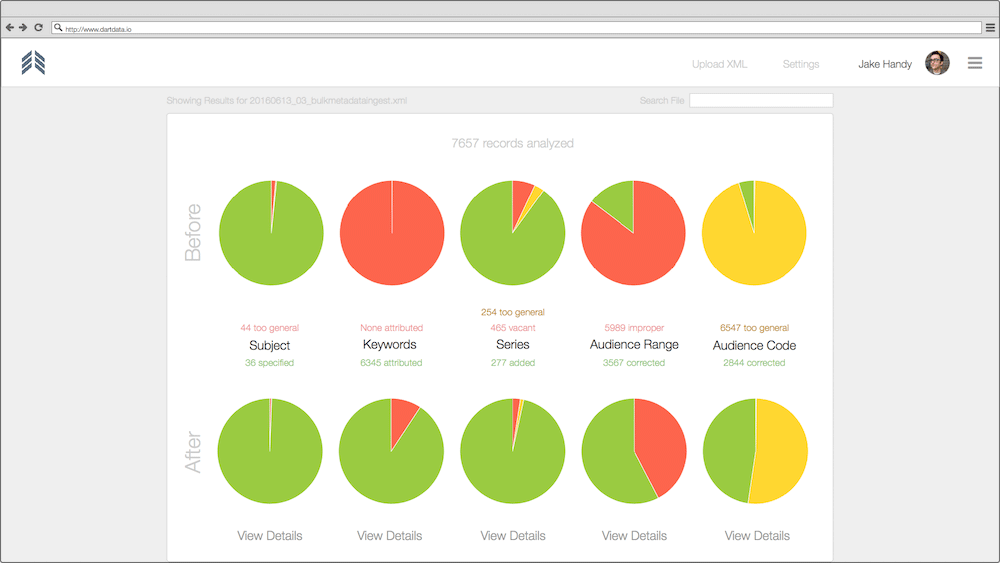 http://www.dartdata.io
Upload XML
Settings
Jake Handy
Showing Results for 20160613_03_bulkmetadataingest.xml
Search File
7657 records analyzed
Before
254 too general
44 too general
None attributed
465 vacant
5989 improper
6547 too general
Subject
Keywords
Series
Audience Range
Audience Code
36 specified
6345 attributed
277 added
3567 corrected
2844 corrected
After
View Details
View Details
View Details
View Details
View Details